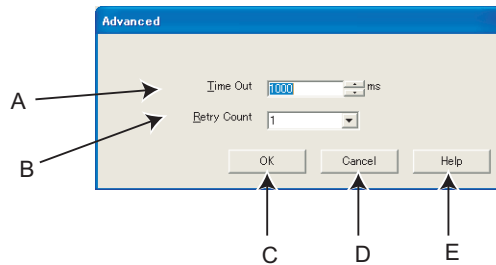 Advanced
A
Time Out 1000 ms
B
Retry Count 1
OK Cancel Help
C D E